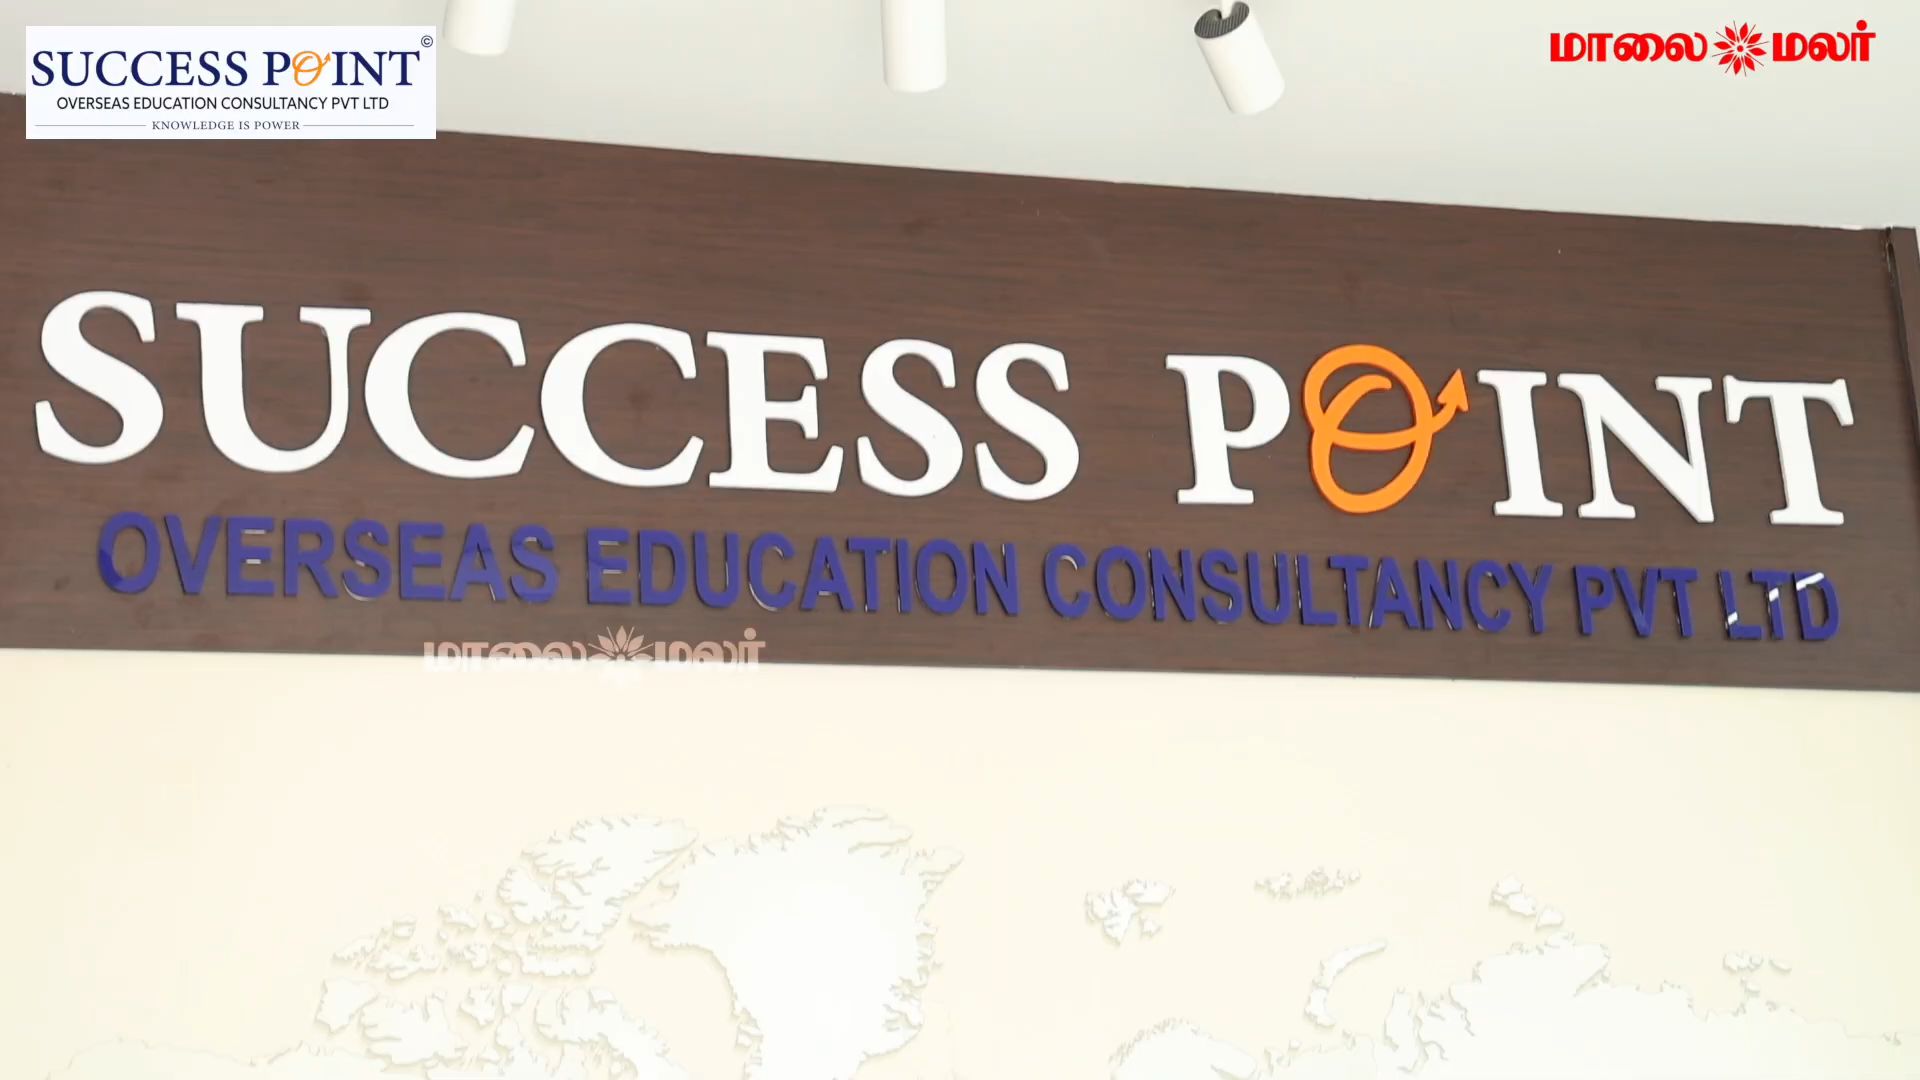 SUCCESS POINT©
OVERSEAS EDUCATION CONSULTANCY PVT LTD
KNOWLEDGE IS POWER
மாலை மலர்
SUCCESS POINT
OVERSEAS EDUCATION CONSULTANCY PVT LTD
மாலை மலர்